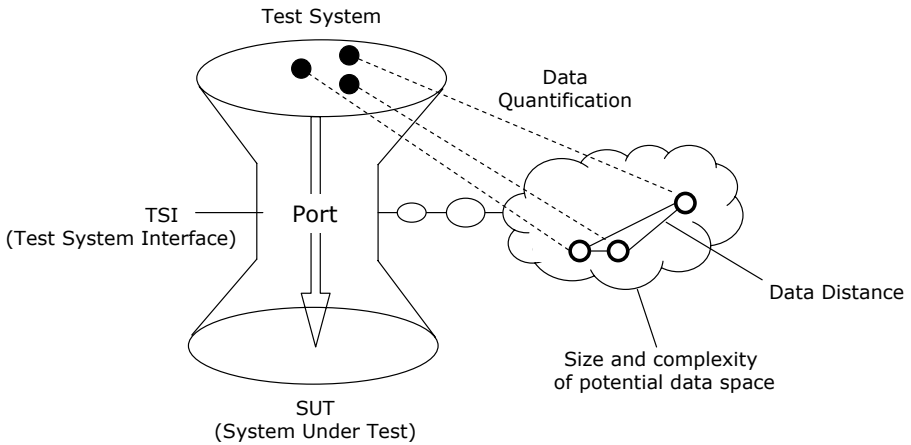 Test System
Data
Quantification
TSI
(Test System Interface)
Port
Data Distance
Size and complexity
of potential data space
SUT
(System Under Test)